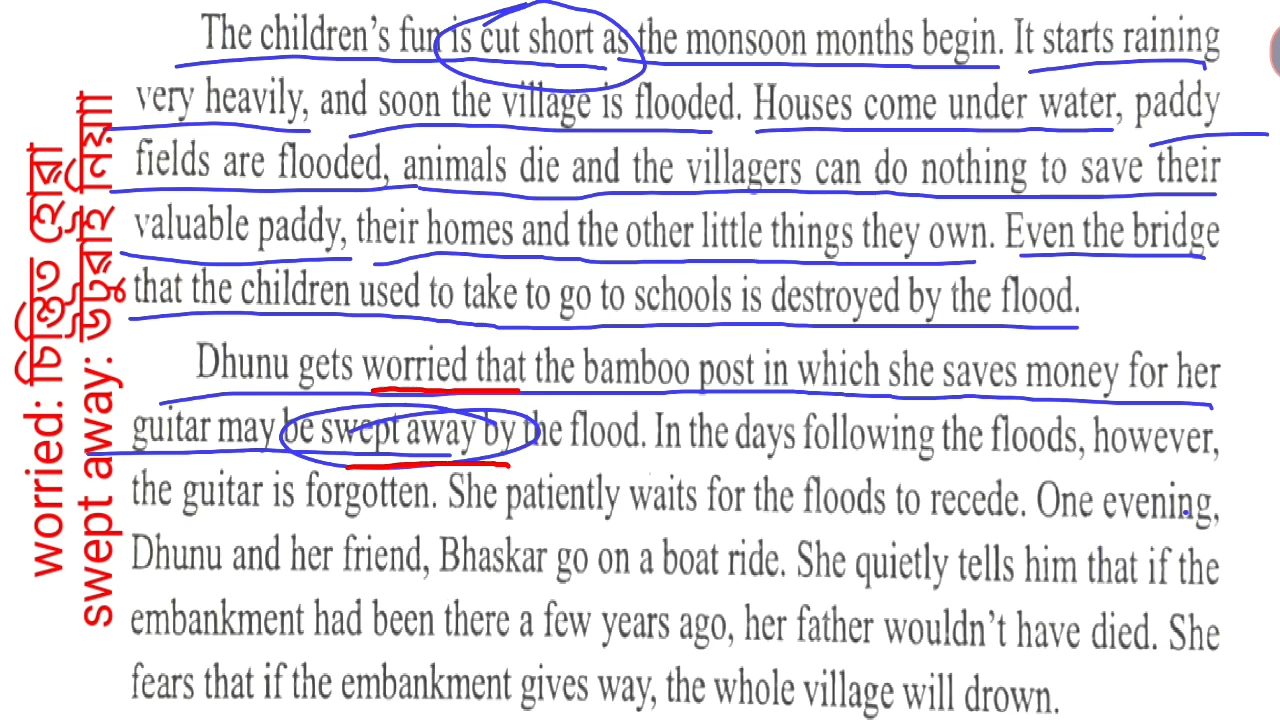 The children's fun is cut short as the monsoon months begin. It starts raining
very heavily, and soon the village is flooded. Houses come under water, paddy
fields are flooded, animals die and the villagers can do nothing to save their
valuable paddy, their homes and the other little things they own. Even the bridge
that the children used to take to go to schools is destroyed by the flood.
Dhunu gets worried that the bamboo post in which she saves money for her
guitar may be swept away by the flood. In the days following the floods, however,
the guitar is forgotten. She patiently waits for the floods to recede. One evening,
Dhunu and her friend, Bhaskar go on a boat ride. She quietly tells him that if the
embankment had been there a few years ago, her father wouldn't have died. She
fears that if the embankment gives way, the whole village will drown.
worried: চিন্তিত হোৱা
swept away: উটুৱাই নিয়া